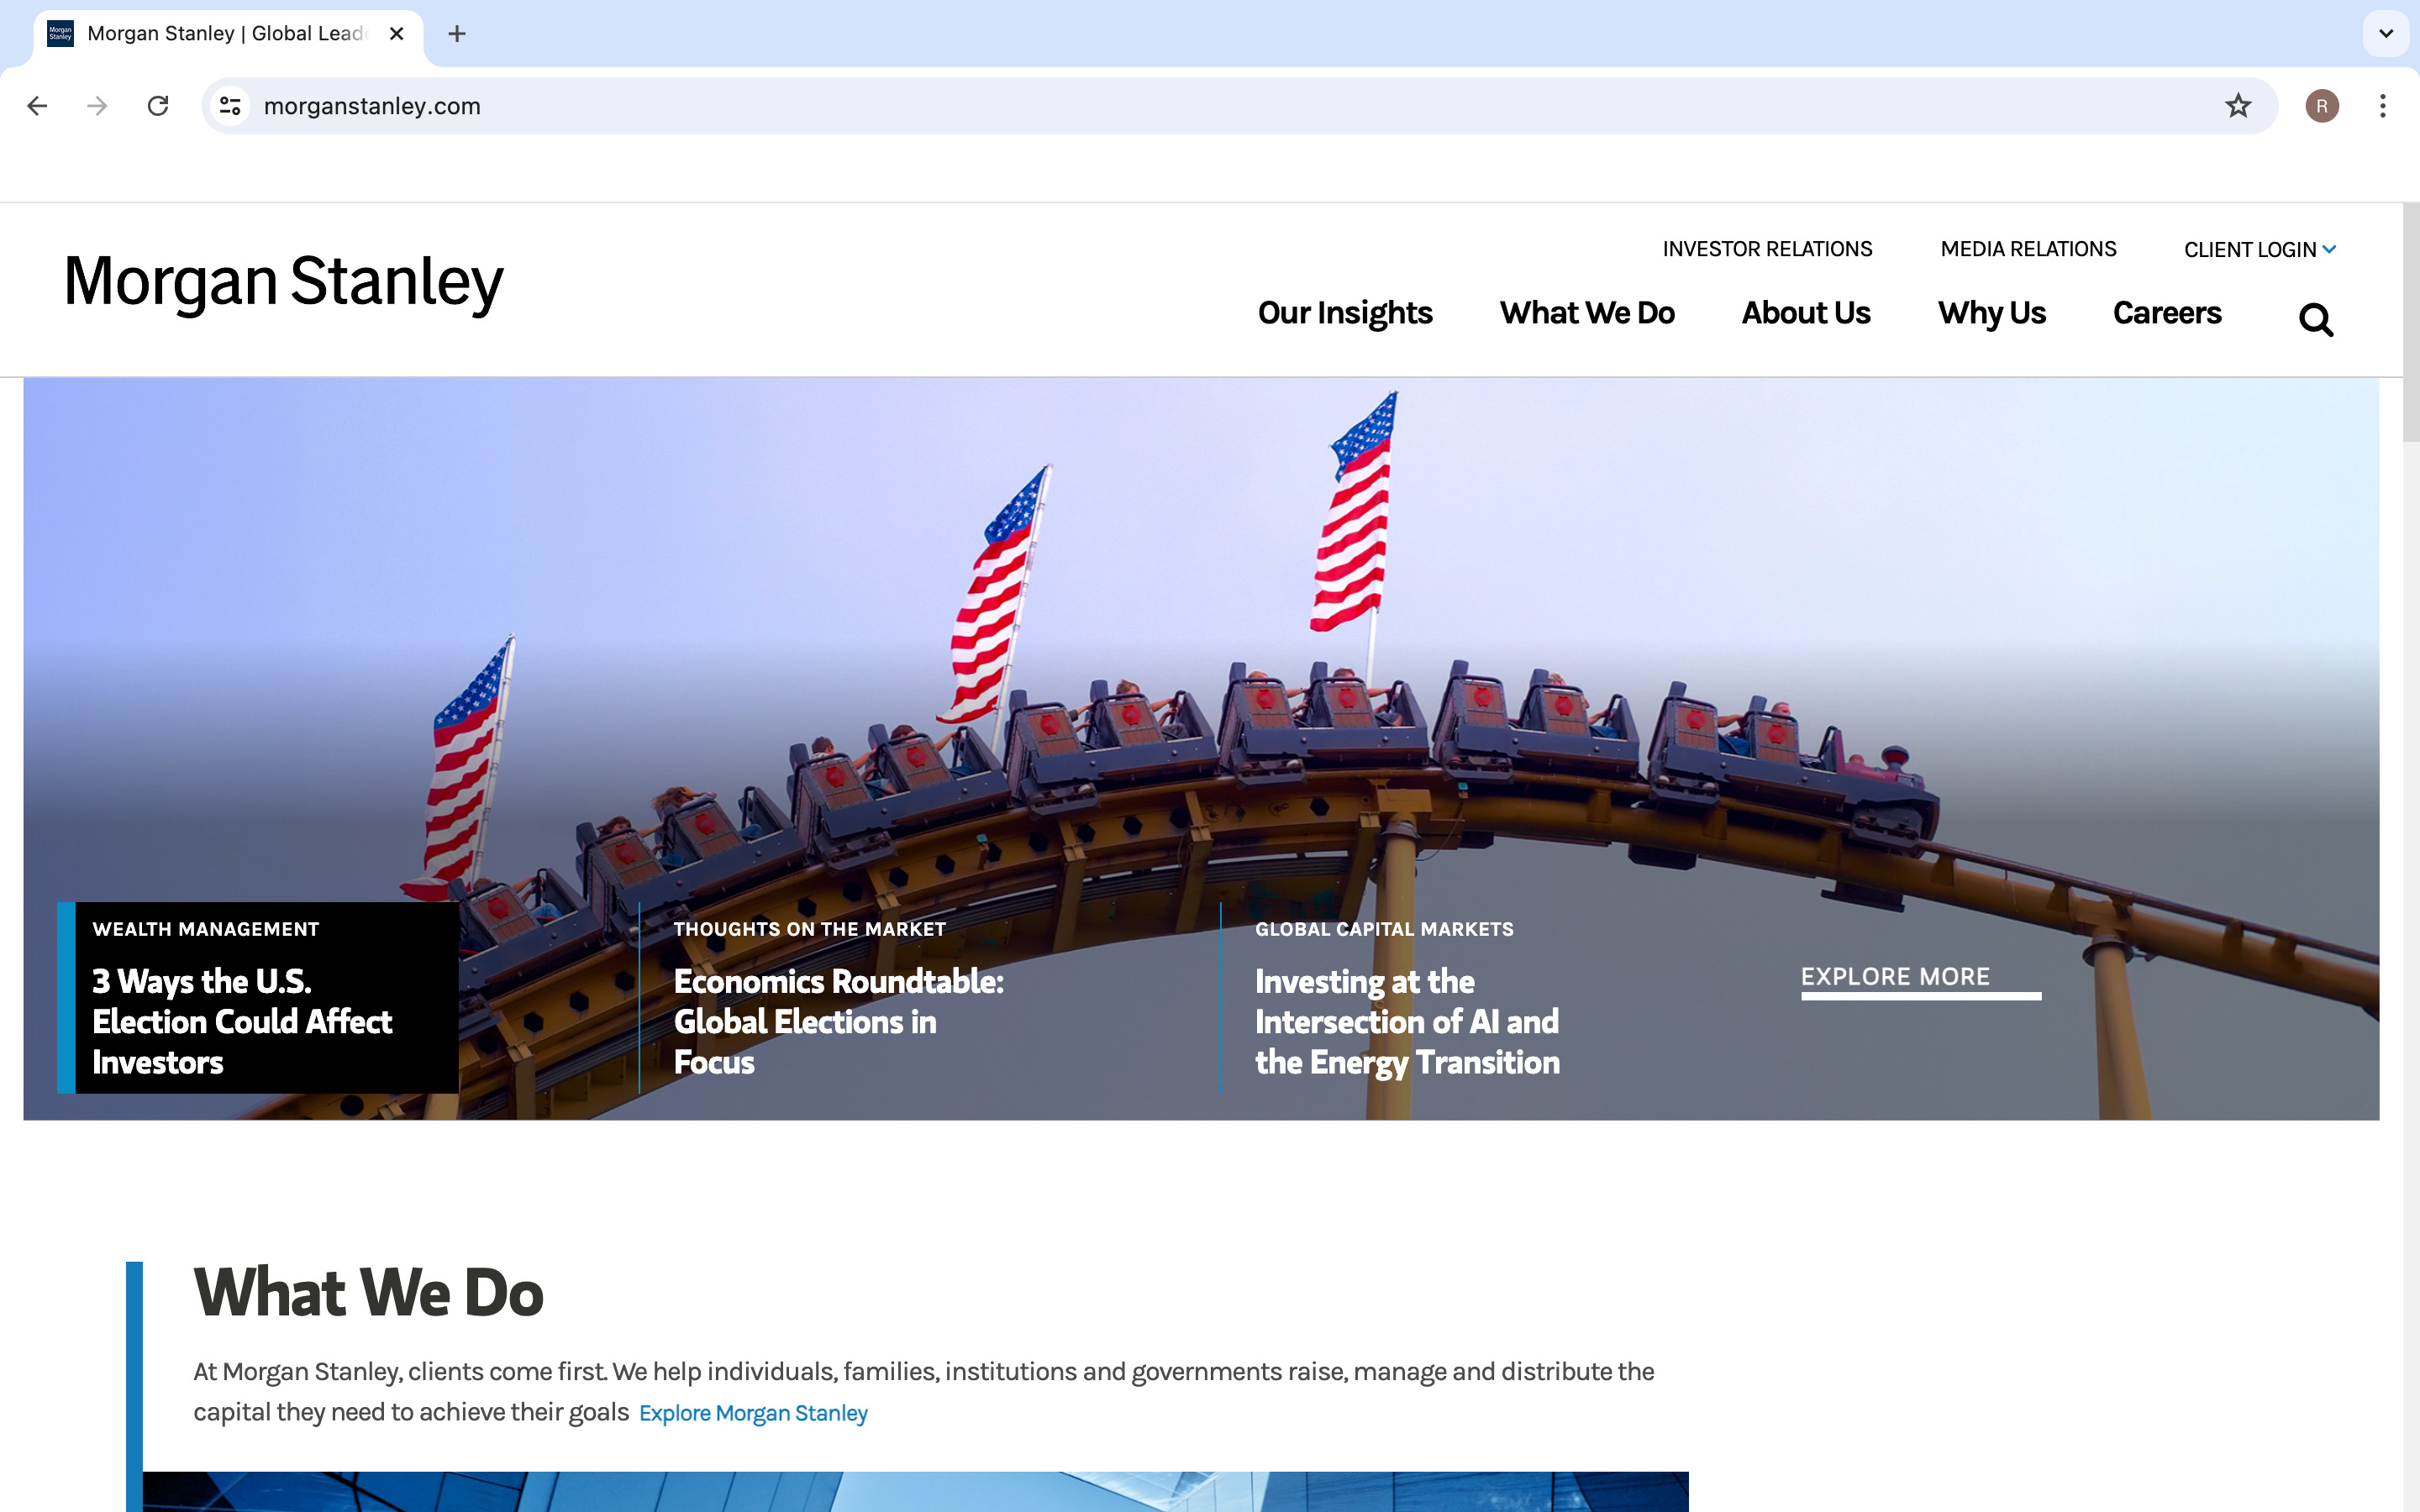 Morgan Stanley | Global Lead
morganstanley.com
R
INVESTOR RELATIONS
MEDIA RELATIONS
CLIENT LOGIN
Morgan Stanley
Our Insights
What We Do
About Us
Why Us
Careers
WEALTH MANAGEMENT
3 Ways the U.S.
Election Could Affect
Investors
THOUGHTS ON THE MARKET
Economics Roundtable:
Global Elections in
Focus
GLOBAL CAPITAL MARKETS
Investing at the
Intersection of AI and
the Energy Transition
EXPLORE MORE
What We Do
At Morgan Stanley, clients come first. We help individuals, families, institutions and governments raise, manage and distribute the
capital they need to achieve their goals Explore Morgan Stanley